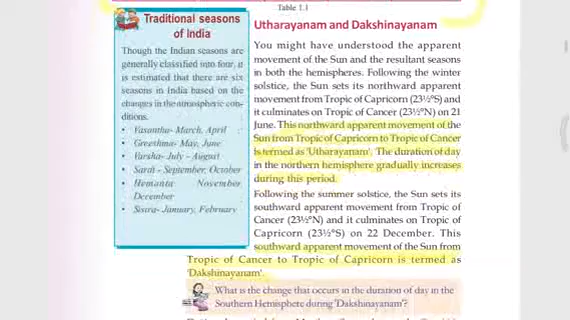 Table 1.1
Traditional seasons
of India
Though the Indian seasons are
generally classified into four, it
is estimated that there are six
seasons in India based on the
changes in the atmospheric con-
ditions.
• Vasantha- March, April
• Greeshma- May, June
• Varsha- July - August
• Sarat - September, October
• Hemanta November,
December
• Sisira- January, February
Utharayanam and Dakshinayanam
You might have understood the apparent
movement of the Sun and the resultant seasons
in both the hemispheres. Following the winter
solstice, the Sun sets its northward apparent
movement from Tropic of Capricorn (23½°S) and
it culminates on Tropic of Cancer (23½°N) on 21
June. This northward apparent movement of the
Sun from Tropic of Capricorn to Tropic of Cancer
is termed as 'Utharayanam'. The duration of day
in the northern hemisphere gradually increases
during this period.
Following the summer solstice, the Sun sets its
southward apparent movement from Tropic of
Cancer (23½°N) and it culminates on Tropic of
Capricorn (23½°S) on 22 December. This
southward apparent movement of the Sun from
Tropic of Cancer to Tropic of Capricorn is termed as
'Dakshinayanam'.
What is the change that occurs in the duration of day in the
Southern Hemisphere during 'Dakshinayanam'?